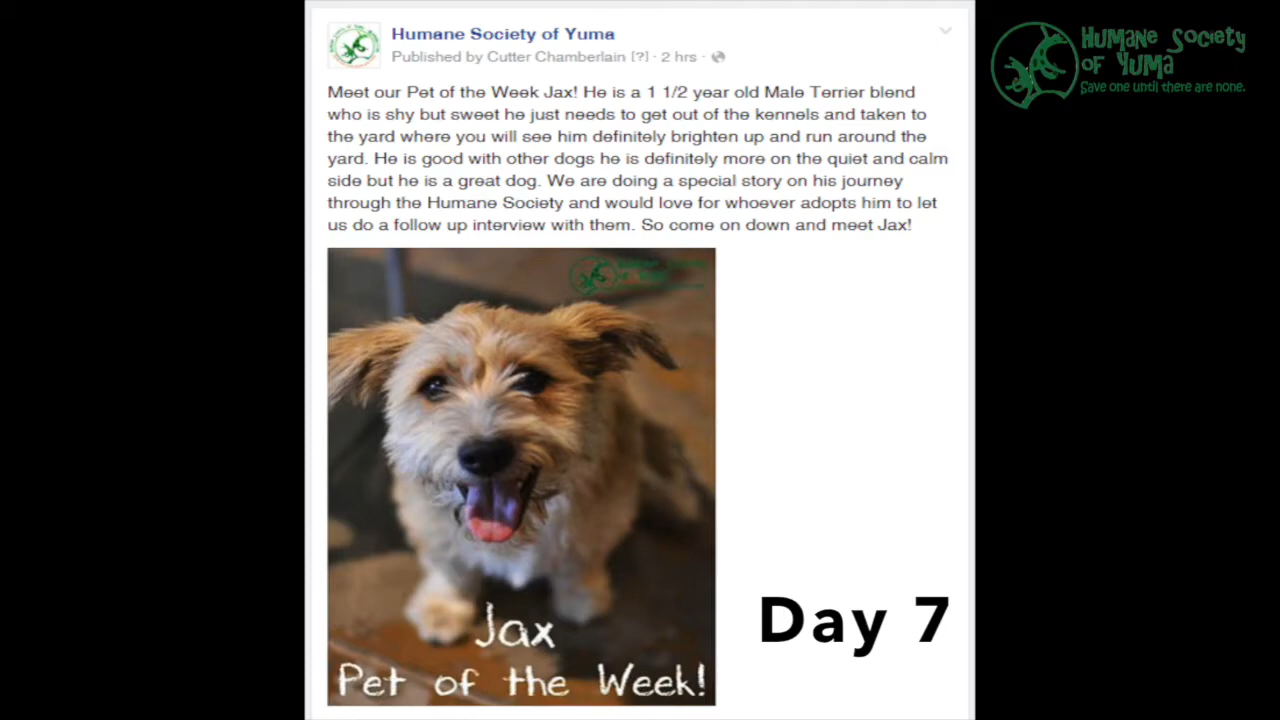 Humane Society of Yuma
Published by Cutter Chamberlain [?] · 2 hrs ·
Meet our Pet of the Week Jax! He is a 1 1/2 year old Male Terrier blend
who is shy but sweet he just needs to get out of the kennels and taken to
the yard where you will see him definitely brighten up and run around the
yard. He is good with other dogs he is definitely more on the quiet and calm
side but he is a great dog. We are doing a special story on his journey
through the Humane Society and would love for whoever adopts him to let
us do a follow up interview with them. So come on down and meet Jax!
Humane Society
of Yuma
Jax
Pet of the Week!
Day 7
Humane Society
of Yuma
Save one until there are none.